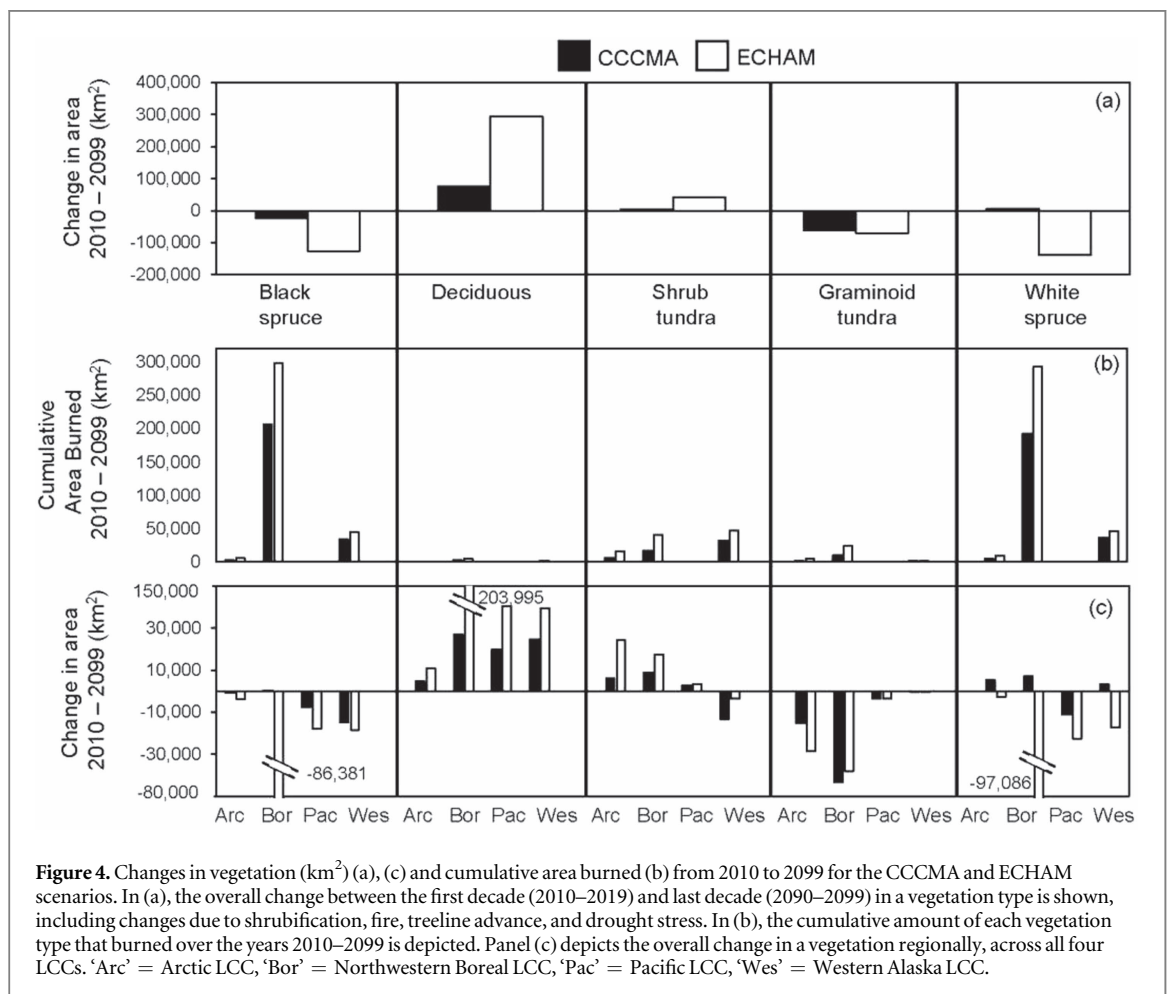 CCCMA ECHAM
Change in area
2010 – 2099 (km²)
400,000
300,000
200,000
100,000
0
-100,000
-200,000
(a)
Black
spruce
Deciduous
Shrub
tundra
Graminoid
tundra
White
spruce
Cumulative
Area Burned
2010 – 2099 (km²)
300,000
250,000
200,000
150,000
100,000
50,000
0
(b)
Change in area
2010 – 2099 (km²)
150,000
30,000
10,000
-10,000
-30,000
-80,000
(c)
-86,381
203,995
-97,086
Arc Bor Pac Wes Arc Bor Pac Wes Arc Bor Pac Wes Arc Bor Pac Wes Arc Bor Pac Wes
Figure 4. Changes in vegetation (km²) (a), (c) and cumulative area burned (b) from 2010 to 2099 for the CCCMA and ECHAM
scenarios. In (a), the overall change between the first decade (2010–2019) and last decade (2090–2099) in a vegetation type is shown,
including changes due to shrubification, fire, treeline advance, and drought stress. In (b), the cumulative amount of each vegetation
type that burned over the years 2010–2099 is depicted. Panel (c) depicts the overall change in a vegetation regionally, across all four
LCCs. ‘Arc’ = Arctic LCC, ‘Bor’ = Northwestern Boreal LCC, ‘Pac’ = Pacific LCC, ‘Wes’ = Western Alaska LCC.